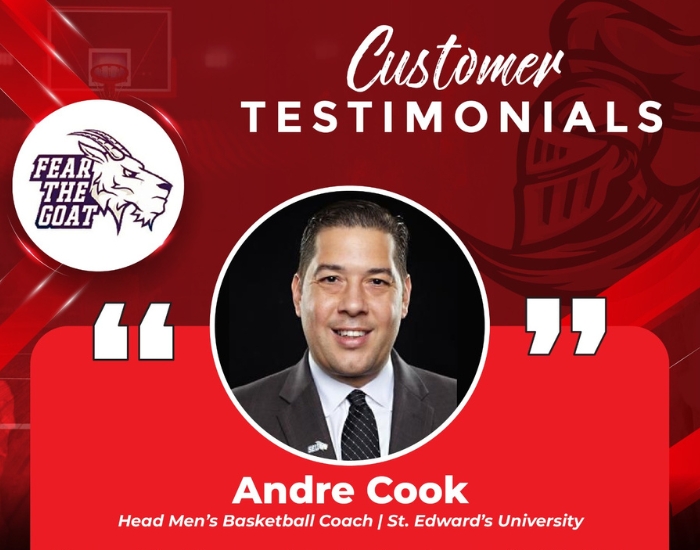 Customer
TESTIMONIALS
FEAR
THE
GOAT
“ ”
Andre Cook
Head Men’s Basketball Coach | St. Edward’s University